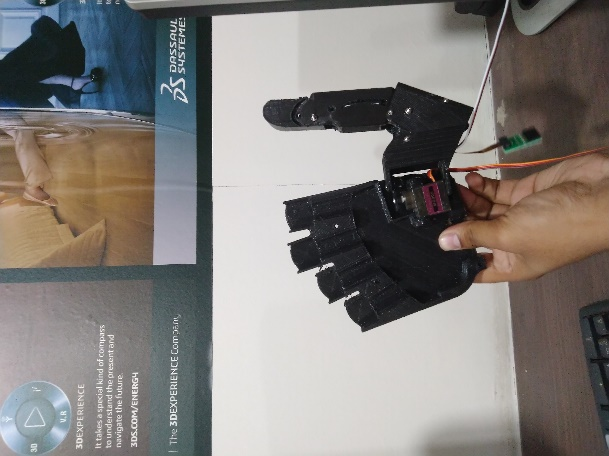 DASSAULT
SYSTEMES
3DEXPERIENCE
It takes a special kind of compass
to understand the present and
navigate the future.
3DS.COM/ENERGY
The 3DEXPERIENCE Company
3D
V.R